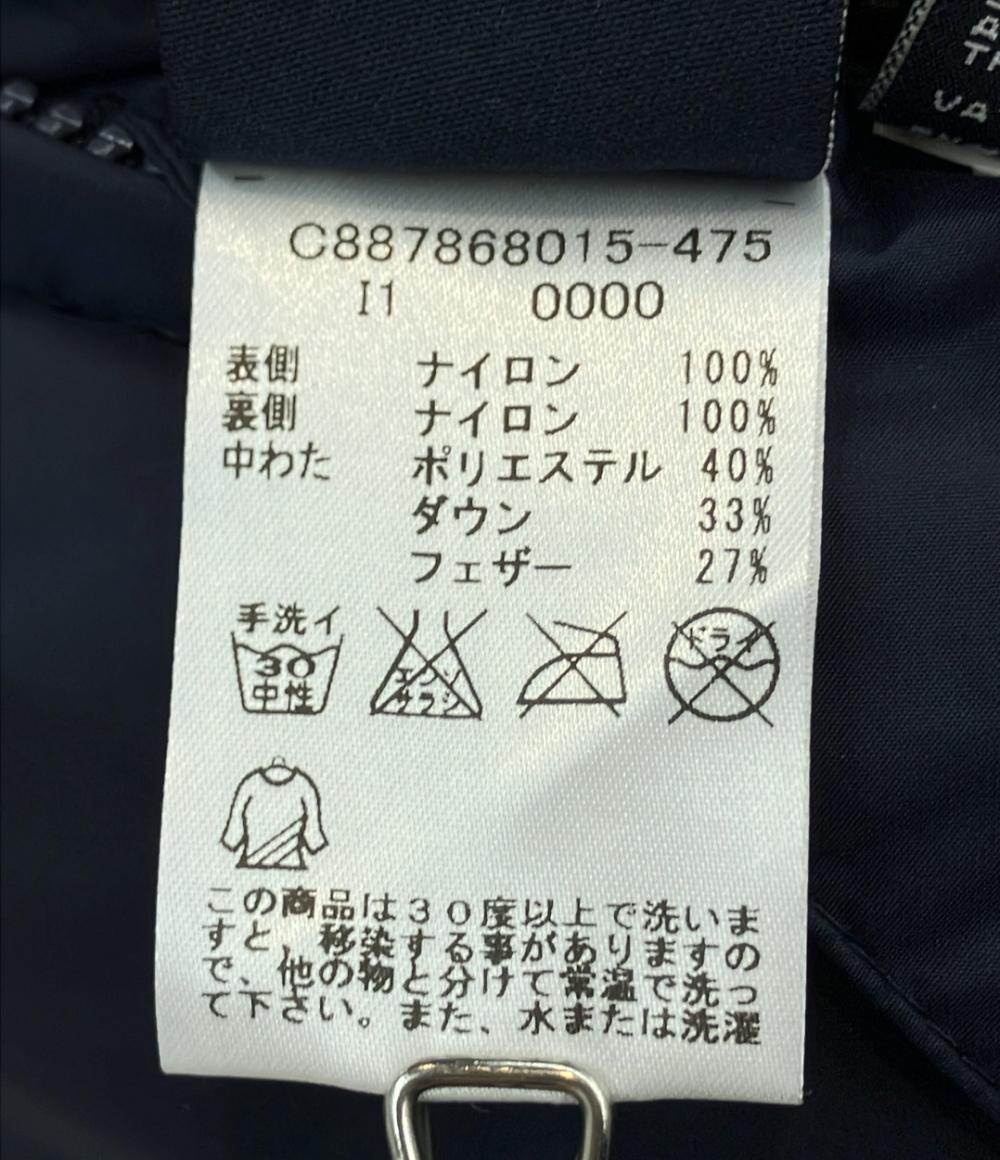 C887868015-475
I1 0000
表側 ナイロン 100%
裏側 ナイロン 100%
中わた ポリエステル 40%
ダウン 33%
フェザー 27%
手洗イ
30
中性
エンソ
サラシ
ドライ
この商品は30度以上で洗いま
すと、移染する事がありますの
で、他の物と分けて常温で洗っ
て下さい。また、水または洗濯
VA